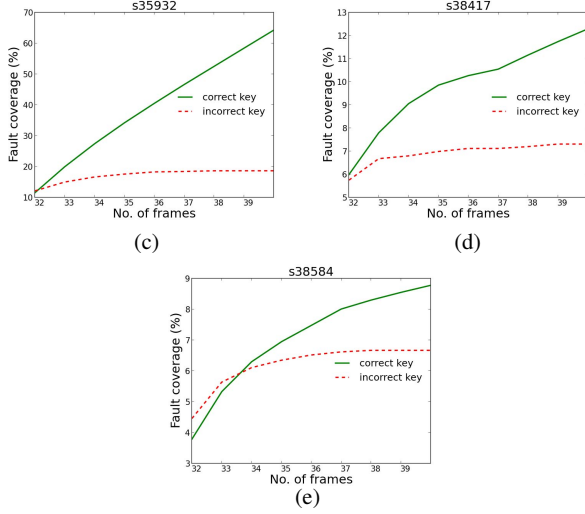 s35932
70
60
50
40
30
20
10
Fault coverage (%)
correct key
incorrect key
32 33 34 35 36 37 38 39
No. of frames
(c)
s38417
13
12
11
10
9
8
7
6
5
Fault coverage (%)
correct key
incorrect key
32 33 34 35 36 37 38 39
No. of frames
(d)
s38584
9
8
7
6
5
4
3
Fault coverage (%)
correct key
incorrect key
32 33 34 35 36 37 38 39
No. of frames
(e)